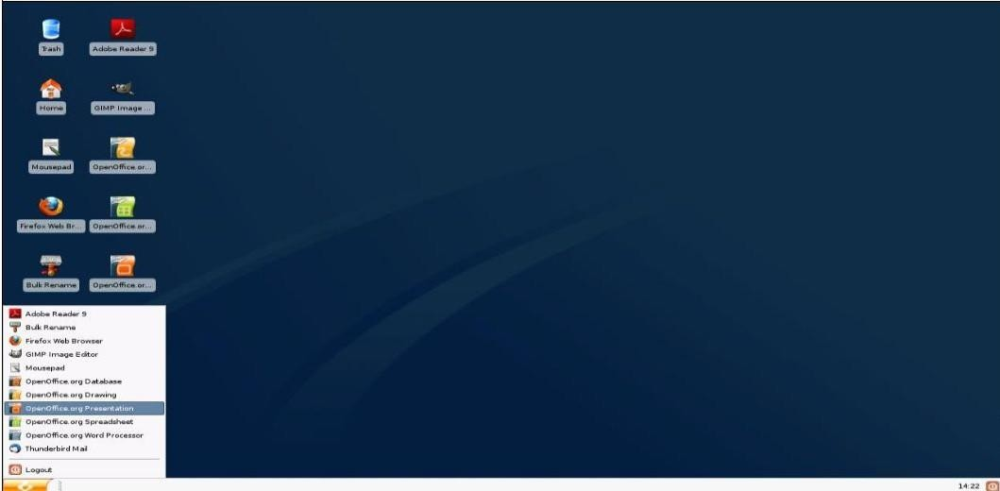 Trash
Adobe Reader 9
Home
GIMP Image ...
Mousepad
OpenOffice.or...
Firefox Web Br...
OpenOffice.or...
Bulk Rename
OpenOffice.or...
Adobe Reader 9
Bulk Rename
Firefox Web Browser
GIMP Image Editor
Mousepad
OpenOffice.org Database
OpenOffice.org Drawing
OpenOffice.org Presentation
OpenOffice.org Spreadsheet
OpenOffice.org Word Processor
Thunderbird Mail
Logout
14:22